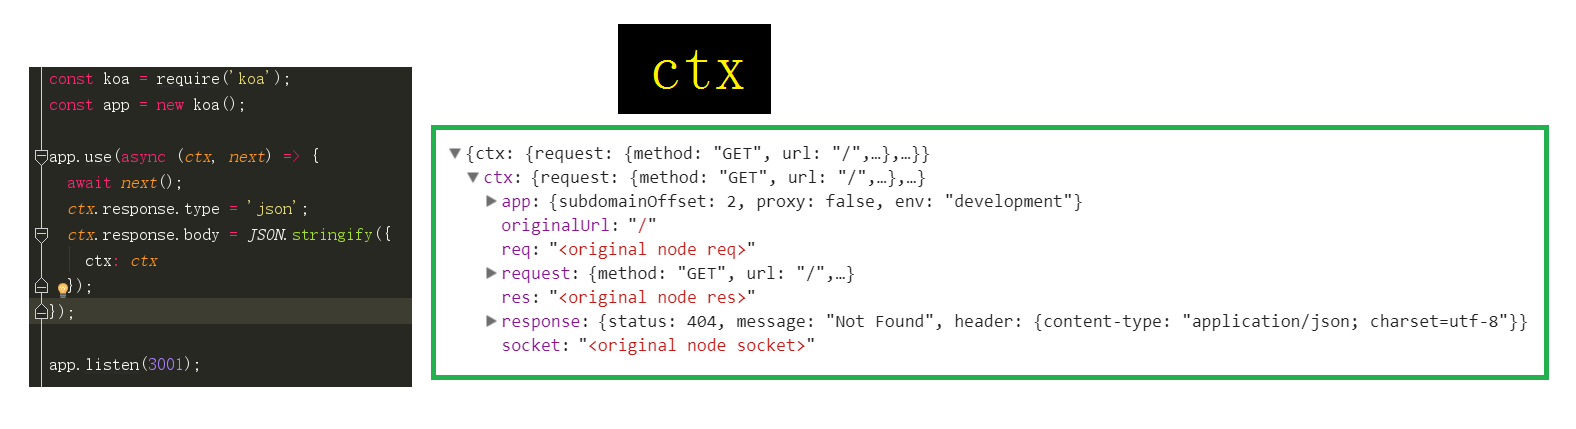 const koa = require('koa');
const app = new koa();
app.use(async (ctx, next) => {
await next();
ctx.response.type = 'json';
ctx.response.body = JSON.stringify({
ctx: ctx
});
});
app.listen(3001);
ctx
{ctx: {request: {method: "GET", url: "/",…},…}}
ctx: {request: {method: "GET", url: "/",…},…}
app: {subdomainOffset: 2, proxy: false, env: "development"}
originalUrl: "/"
req: "<original node req>"
request: {method: "GET", url: "/",…}
res: "<original node res>"
response: {status: 404, message: "Not Found", header: {content-type: "application/json; charset=utf-8"}}
socket: "<original node socket>"